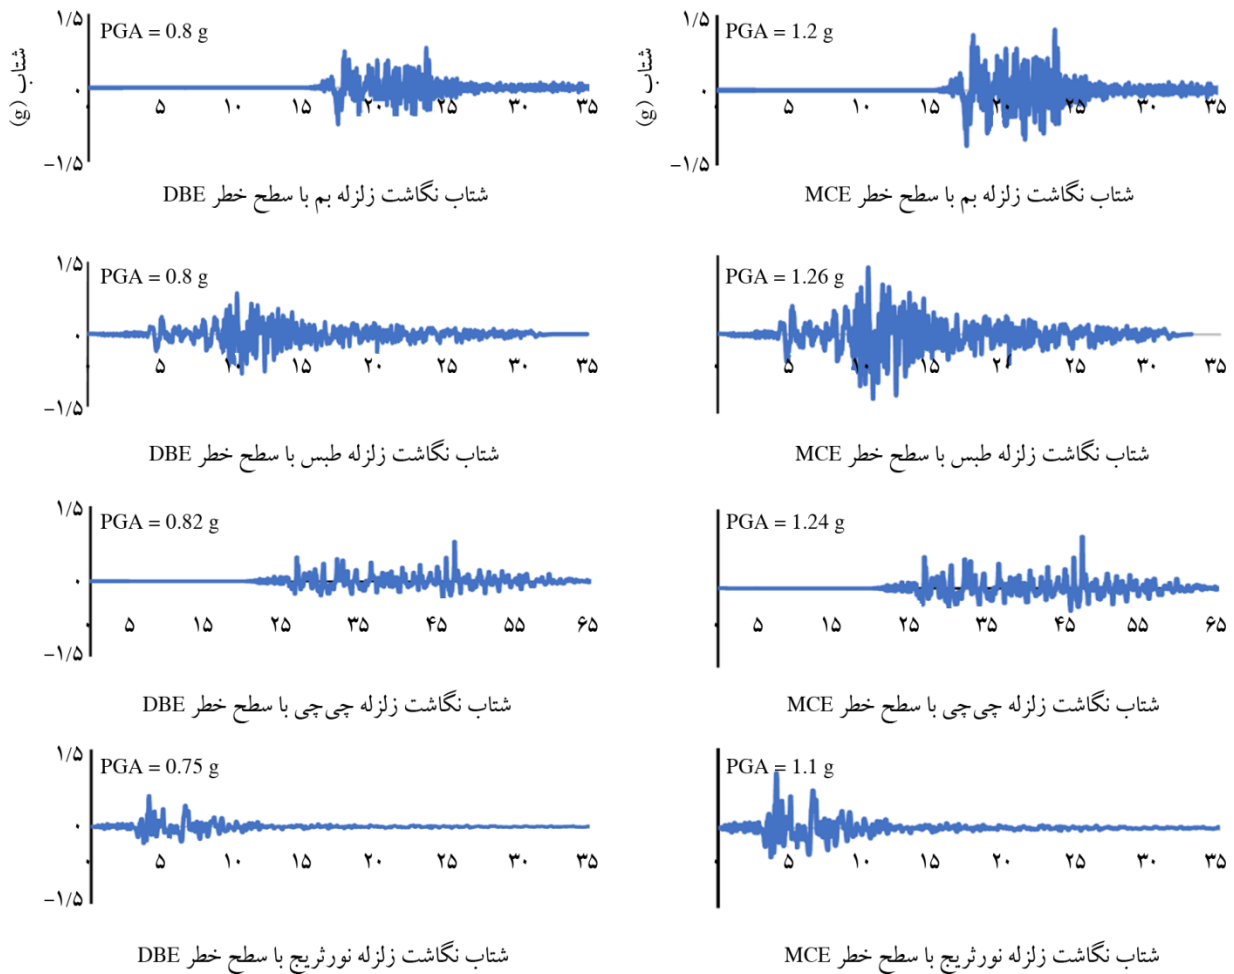 ۱/۵
PGA = 0.8 g
شتاب (g)
۰
۵ ۱۰ ۱۵ ۲۰ ۲۵ ۳۰ ۳۵
-۱/۵
شتاب نگاشت زلزله بم با سطح خطر DBE
۱/۵
PGA = 1.2 g
شتاب (g)
۰
۵ ۱۰ ۱۵ ۲۰ ۲۵ ۳۰ ۳۵
-۱/۵
شتاب نگاشت زلزله بم با سطح خطر MCE
۱/۵
PGA = 0.8 g
۰
۵ ۱۰ ۱۵ ۲۰ ۲۵ ۳۰ ۳۵
-۱/۵
شتاب نگاشت زلزله طبس با سطح خطر DBE
PGA = 1.26 g
۵ ۱۰ ۱۵ ۲۰ ۲۵ ۳۰ ۳۵
شتاب نگاشت زلزله طبس با سطح خطر MCE
۱/۵
PGA = 0.82 g
۰
۵ ۱۵ ۲۵ ۳۵ ۴۵ ۵۵ ۶۵
-۱/۵
شتاب نگاشت زلزله چی‌چی با سطح خطر DBE
PGA = 1.24 g
۵ ۱۵ ۲۵ ۳۵ ۴۵ ۵۵ ۶۵
شتاب نگاشت زلزله چی‌چی با سطح خطر MCE
۱/۵
PGA = 0.75 g
۰
۵ ۱۰ ۱۵ ۲۰ ۲۵ ۳۰ ۳۵
-۱/۵
شتاب نگاشت زلزله نورثریج با سطح خطر DBE
PGA = 1.1 g
۵ ۱۰ ۱۵ ۲۰ ۲۵ ۳۰ ۳۵
شتاب نگاشت زلزله نورثریج با سطح خطر MCE